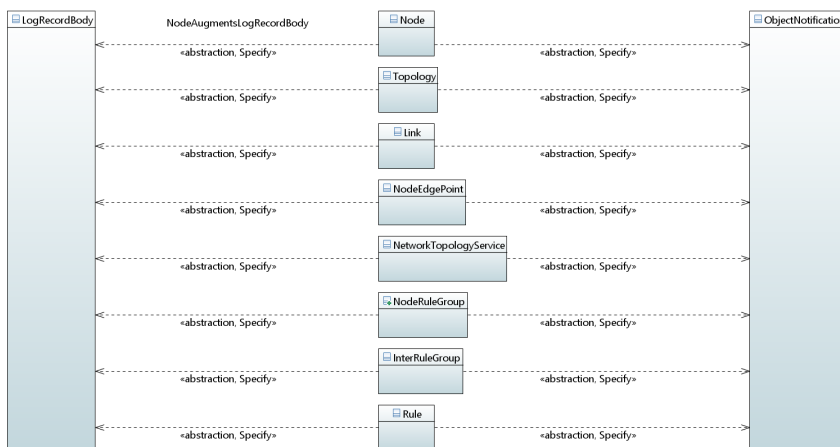 LogRecordBody
NodeAugmentsLogRecordBody
Node
ObjectNotificatio
«abstraction, Specify»
«abstraction, Specify»
Topology
«abstraction, Specify»
«abstraction, Specify»
Link
«abstraction, Specify»
«abstraction, Specify»
NodeEdgePoint
«abstraction, Specify»
«abstraction, Specify»
NetworkTopologyService
«abstraction, Specify»
«abstraction, Specify»
NodeRuleGroup
«abstraction, Specify»
«abstraction, Specify»
InterRuleGroup
«abstraction, Specify»
«abstraction, Specify»
Rule
«abstraction, Specify»
«abstraction, Specify»